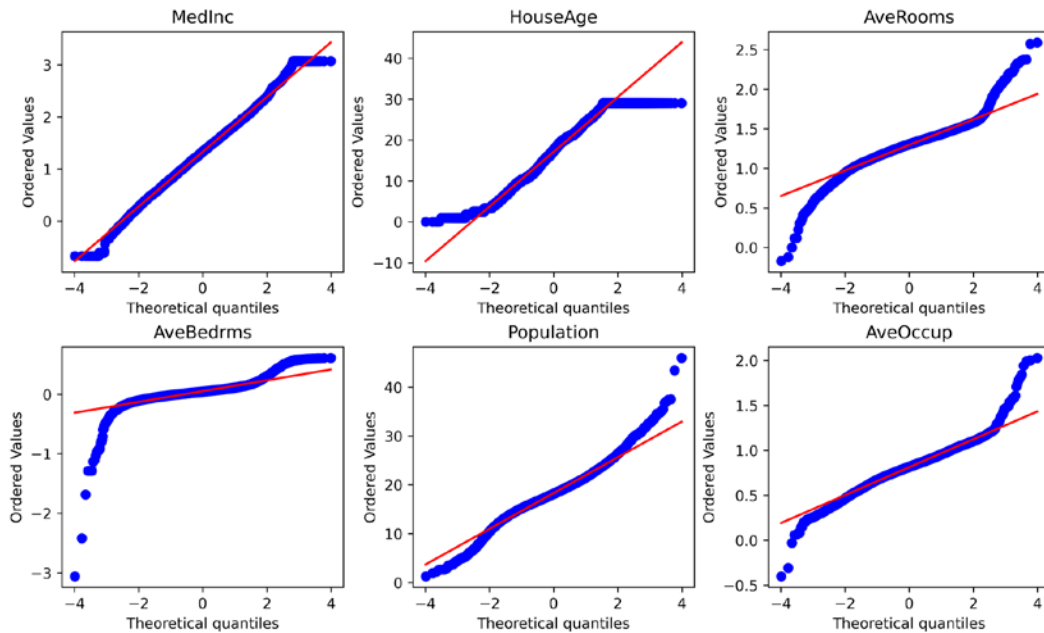 MedInc
HouseAge
AveRooms
Ordered Values
3
2
1
0
−4 −2 0 2 4
Theoretical quantiles
Ordered Values
40
30
20
10
0
−10
−4 −2 0 2 4
Theoretical quantiles
Ordered Values
2.5
2.0
1.5
1.0
0.5
0.0
−4 −2 0 2 4
Theoretical quantiles
AveBedrms
Population
AveOccup
Ordered Values
0
−1
−2
−3
−4 −2 0 2 4
Theoretical quantiles
Ordered Values
40
30
20
10
0
−4 −2 0 2 4
Theoretical quantiles
Ordered Values
2.0
1.5
1.0
0.5
0.0
−0.5
−4 −2 0 2 4
Theoretical quantiles